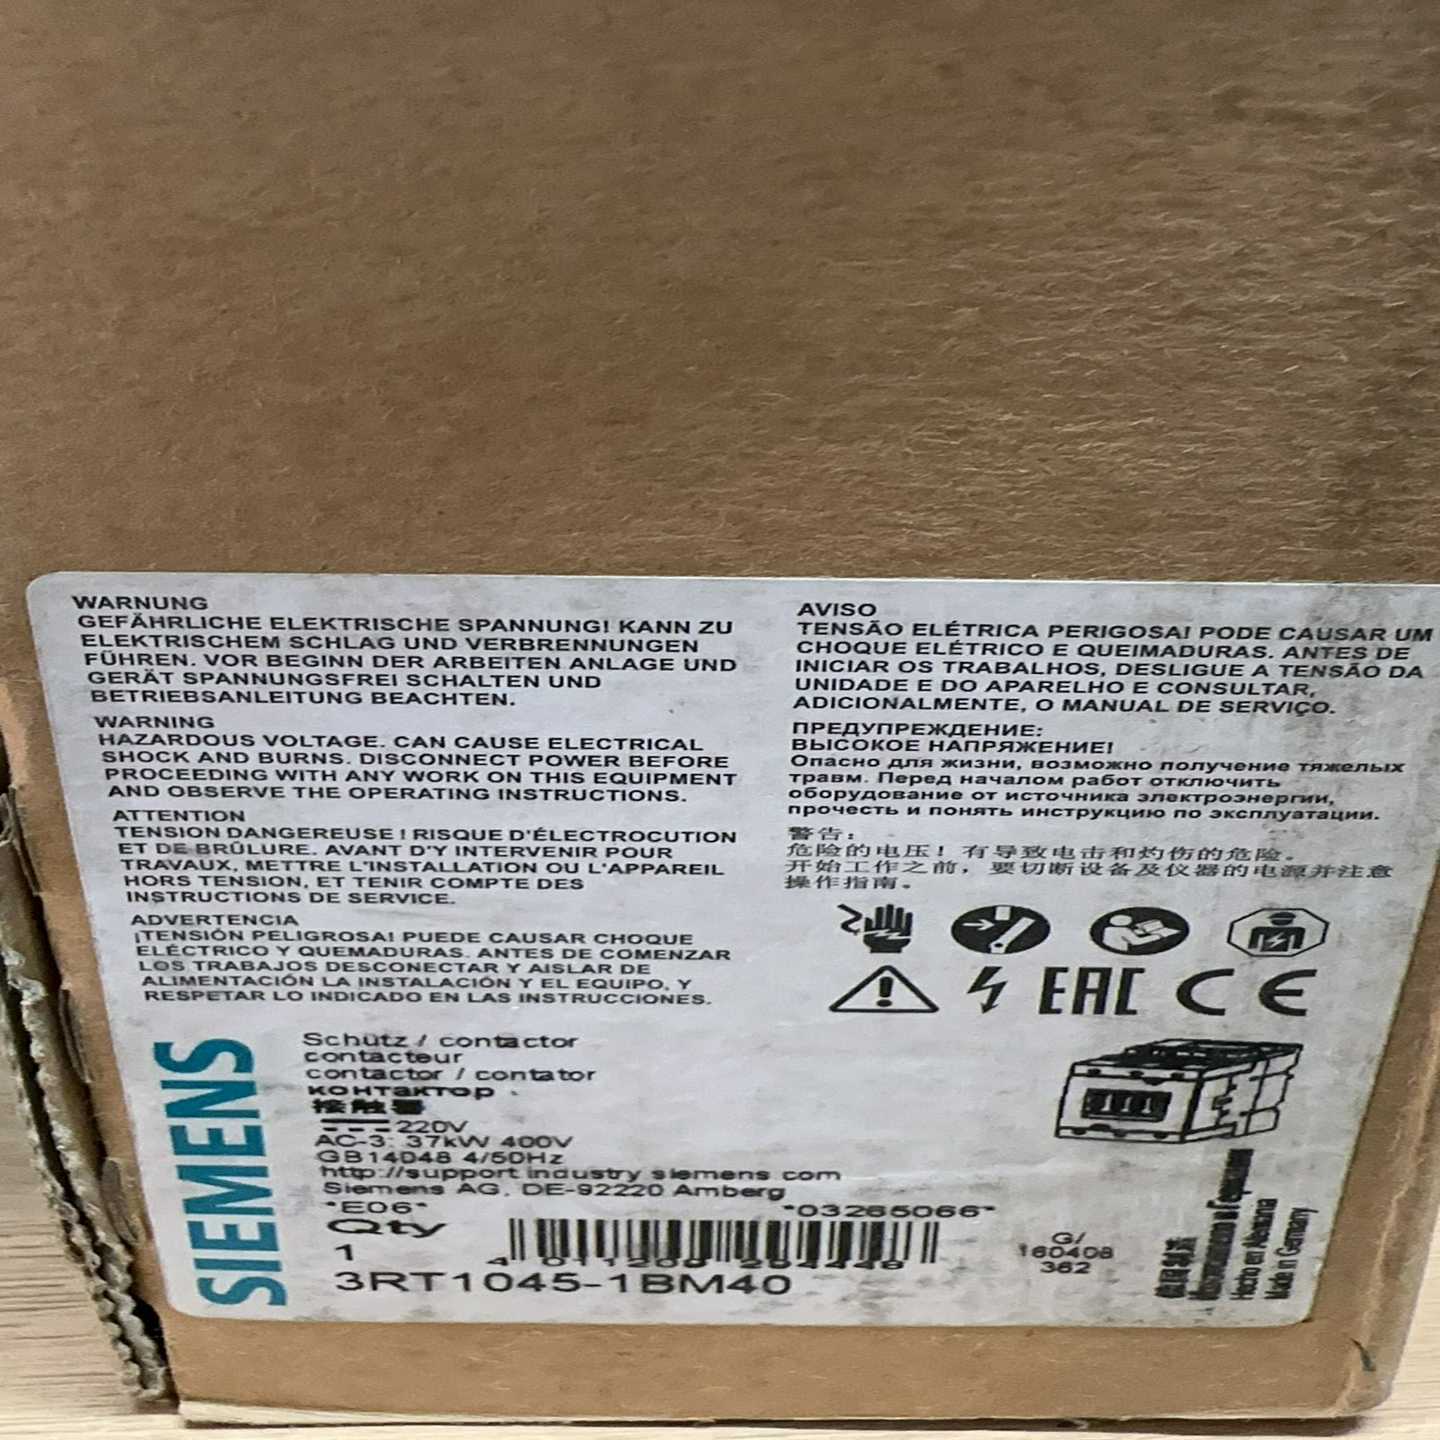 WARNUNG
GEFÄHRLICHE ELEKTRISCHE SPANNUNG! KANN ZU
ELEKTRISCHEM SCHLAG UND VERBRENNUNGEN
FÜHREN. VOR BEGINN DER ARBEITEN ANLAGE UND
GERÄT SPANNUNGSFREI SCHALTEN UND
BETRIEBSANLEITUNG BEACHTEN.
WARNING
HAZARDOUS VOLTAGE. CAN CAUSE ELECTRICAL
SHOCK AND BURNS. DISCONNECT POWER BEFORE
PROCEEDING WITH ANY WORK ON THIS EQUIPMENT
AND OBSERVE THE OPERATING INSTRUCTIONS.
ATTENTION
TENSION DANGEREUSE ! RISQUE D'ÉLECTROCUTION
ET DE BRÛLURE. AVANT D'Y INTERVENIR POUR
TRAVAUX, METTRE L'INSTALLATION OU L'APPAREIL
HORS TENSION, ET TENIR COMPTE DES
INSTRUCTIONS DE SERVICE.
ADVERTENCIA
¡TENSIÓN PELIGROSA! PUEDE CAUSAR CHOQUE
ELÉCTRICO Y QUEMADURAS. ANTES DE COMENZAR
LOS TRABAJOS DESCONECTAR Y AISLAR DE
ALIMENTACIÓN LA INSTALACIÓN Y EL EQUIPO, Y
RESPETAR LO INDICADO EN LAS INSTRUCCIONES.
AVISO
TENSÃO ELÉTRICA PERIGOSA! PODE CAUSAR UM
CHOQUE ELÉTRICO E QUEIMADURAS. ANTES DE
INICIAR OS TRABALHOS, DESLIGUE A TENSÃO DA
UNIDADE E DO APARELHO E CONSULTAR,
ADICIONALMENTE, O MANUAL DE SERVIÇO.
ПРЕДУПРЕЖДЕНИЕ:
ВЫСОКОЕ НАПРЯЖЕНИЕ!
Опасно для жизни, возможно получение тяжелых
травм. Перед началом работ отключить
оборудование от источника электроэнергии,
прочесть и понять инструкцию по эксплуатации.
警告:
危险的电压! 有导致电击和灼伤的危险。
开始工作之前，要切断设备及仪器的电源并注意
操作指南。
EAC CE
SIEMENS
Schütz / contactor
contacteur
contactor / contator
контактор
接触器
220V
AC-3: 37kW 400V
GB14048 4/50Hz
http://support industry siemens com
Siemens AG, DE-92220 Amberg
*E06* *03265066*
Qty
1
4 011209 294448
3RT1045-1BM40
G/
160408
362
Hecho en Alemania
Made in Germany